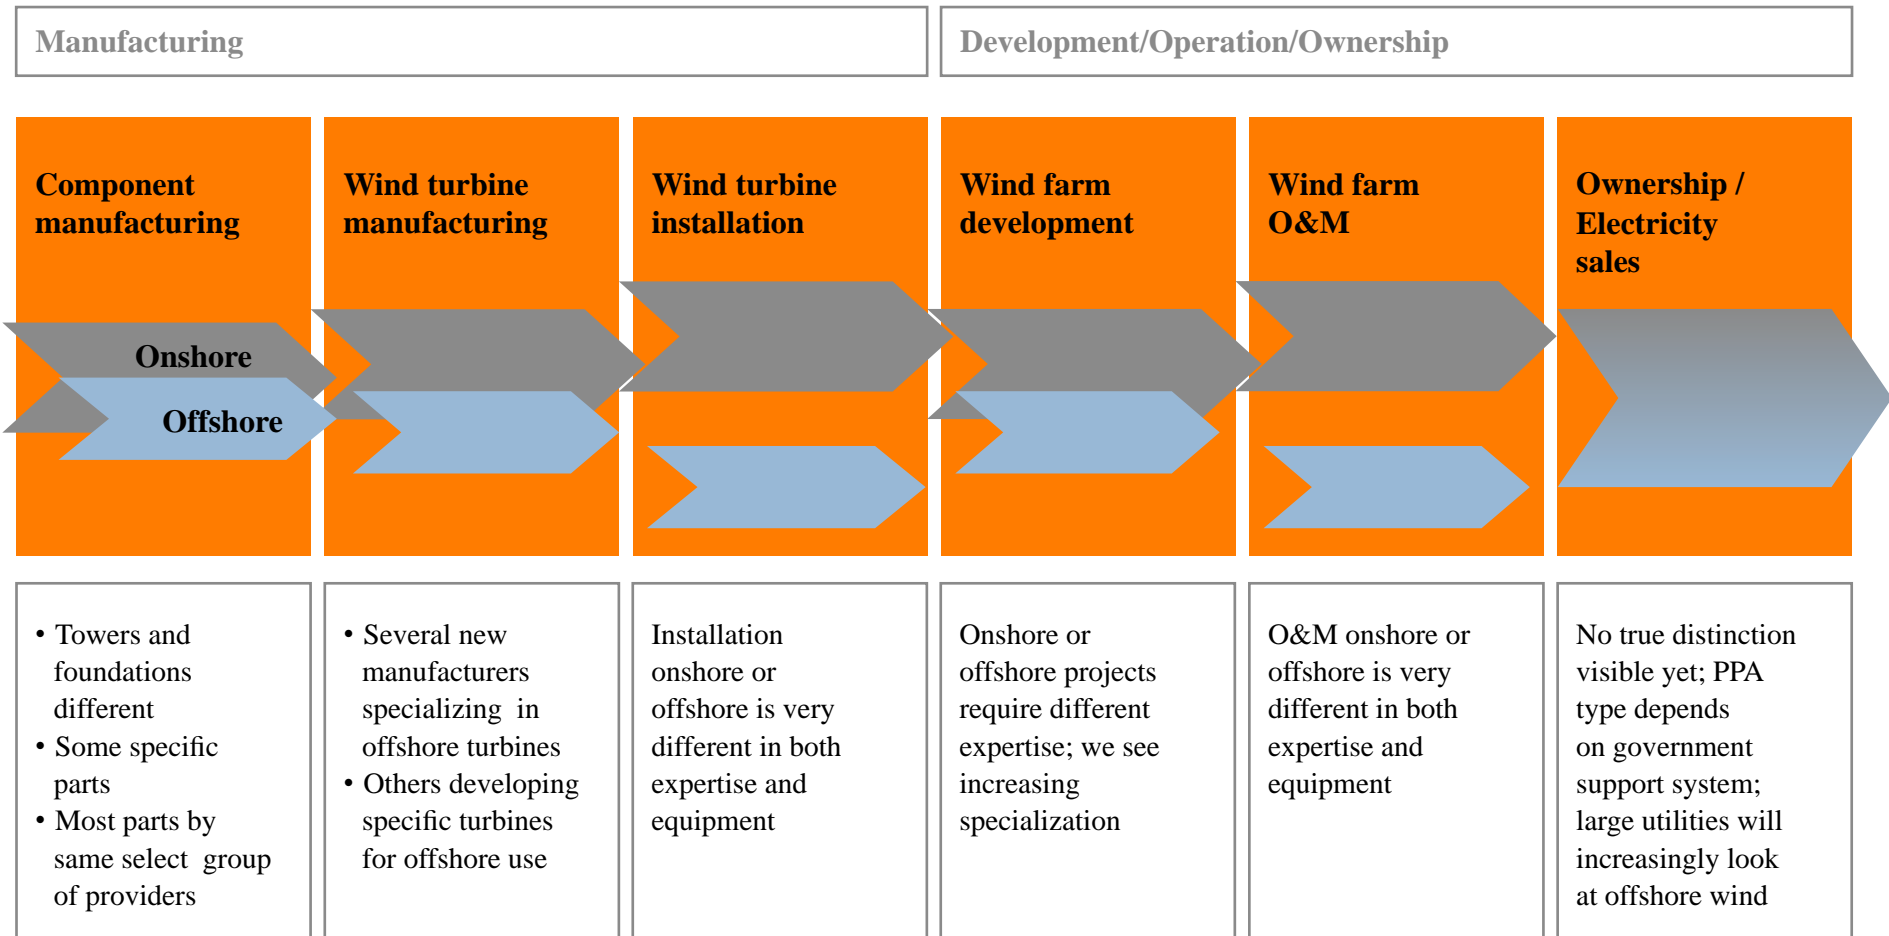 Manufacturing
Development/Operation/Ownership
Component
manufacturing
Wind turbine
manufacturing
Wind turbine
installation
Wind farm
development
Wind farm
O&M
Ownership /
Electricity
sales
Onshore
Offshore
• Towers and
foundations
different
• Some specific
parts
• Most parts by
same select group
of providers
• Several new
manufacturers
specializing in
offshore turbines
• Others developing
specific turbines
for offshore use
Installation
onshore or
offshore is very
different in both
expertise and
equipment
Onshore or
offshore projects
require different
expertise; we see
increasing
specialization
O&M onshore or
offshore is very
different in both
expertise and
equipment
No true distinction
visible yet; PPA
type depends
on government
support system;
large utilities will
increasingly look
at offshore wind